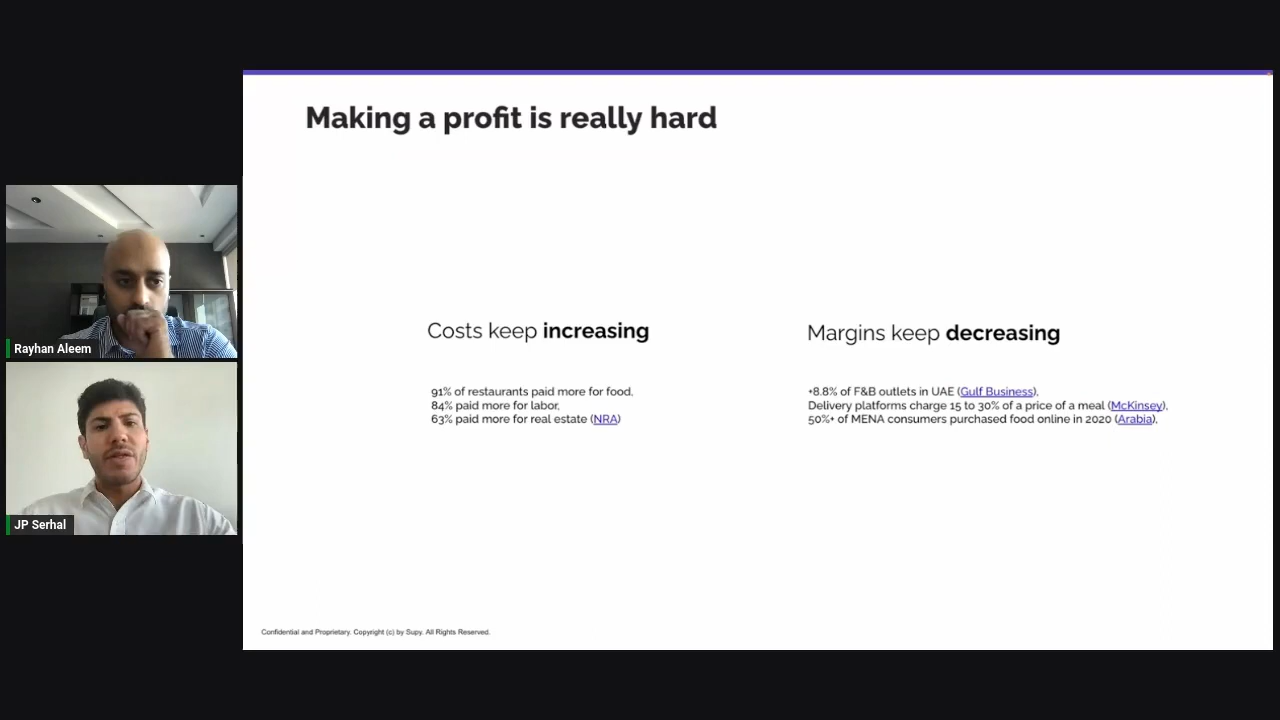 Making a profit is really hard
Costs keep increasing
91% of restaurants paid more for food,
84% paid more for labor,
63% paid more for real estate (NRA)
Margins keep decreasing
+8.8% of F&B outlets in UAE (Gulf Business),
Delivery platforms charge 15 to 30% of a price of a meal (McKinsey),
50%+ of MENA consumers purchased food online in 2020 (Arabia),
Rayhan Aleem
JP Serhal
Confidential and Proprietary. Copyright (c) by Supy. All Rights Reserved.